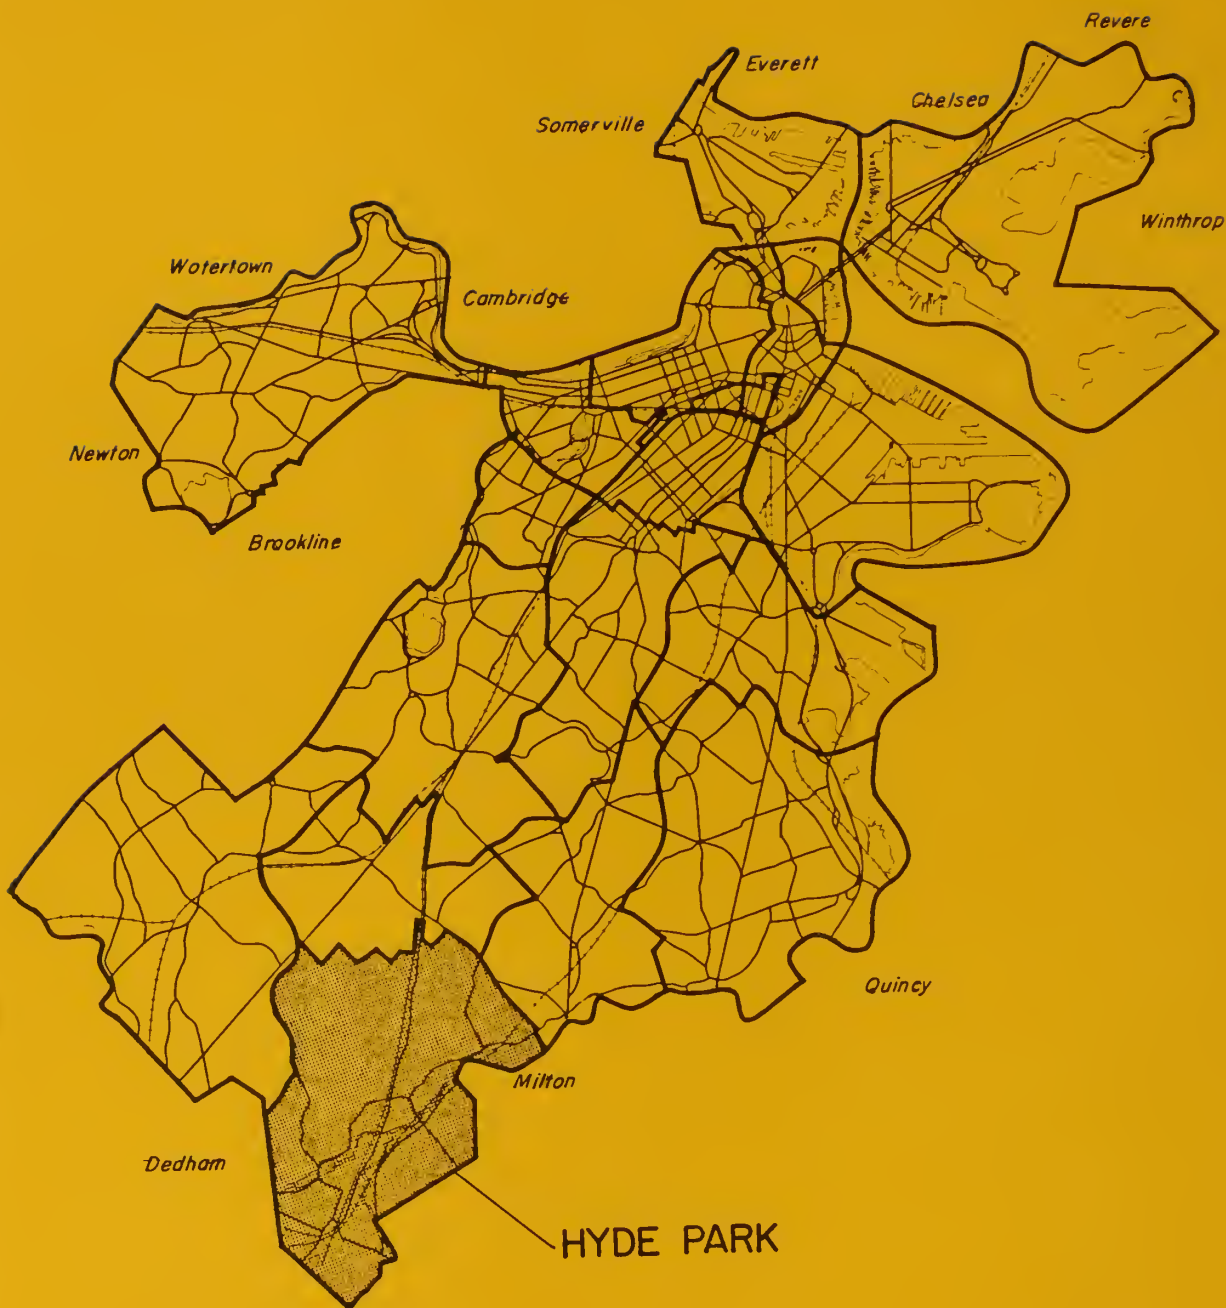 Revere
Everett
Chelsea
Somerville
Winthrop
Watertown
Cambridge
Newton
Brookline
Quincy
Milton
Dedham
HYDE PARK